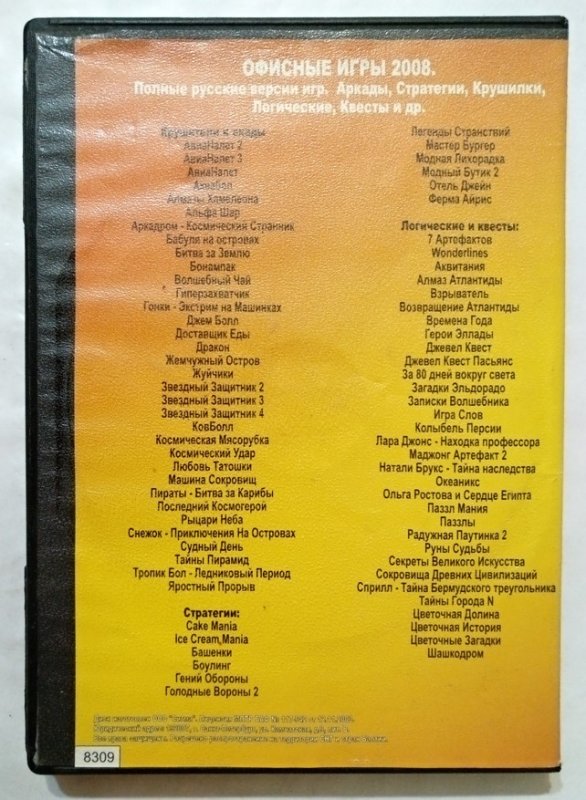 ОФИСНЫЕ ИГРЫ 2008.
Полные русские версии игр. Аркады, Стратегии, Крушилки,
Логические, Квесты и др.
АвиаНалет 2
АвиаНалет 3
АвиаНалет
Аквабол
Алмазы Хамелеона
Альфа Шар
Аркадром - Космический Странник
Бабуля на островах
Битва за Землю
Бонампак
Волшебный Чай
Гиперзахватчик
Гонки - Экстрим на Машинках
Джем Болл
Доставщик Еды
Дракон
Жемчужный Остров
Жуйчики
Звездный Защитник 2
Звездный Защитник 3
Звездный Защитник 4
КовБолл
Космическая Мясорубка
Космический Удар
Любовь Татошки
Машина Сокровищ
Пираты - Битва за Карибы
Последний Космогерой
Рыцари Неба
Снежок - Приключения На Островах
Судный День
Тайны Пирамид
Тропик Бол - Ледниковый Период
Яростный Прорыв
Стратегии:
Cake Mania
Ice Cream,Mania
Башенки
Боулинг
Гений Обороны
Голодные Вороны 2
Легенды Странствий
Мастер Бургер
Модная Лихорадка
Модный Бутик 2
Отель Джейн
Ферма Айрис
Логические и квесты:
7 Артефактов
Wonderlines
Аквитания
Алмаз Атлантиды
Взрыватель
Возвращение Атлантиды
Времена Года
Герои Эллады
Джевел Квест
Джевел Квест Пасьянс
За 80 дней вокруг света
Загадки Эльдорадо
Записки Волшебника
Игра Слов
Колыбель Персии
Лара Джонс - Находка профессора
Маджонг Артефакт 2
Натали Брукс - Тайна наследства
Океаникс
Ольга Ростова и Сердце Египта
Паззл Мания
Паззлы
Радужная Паутинка 2
Руны Судьбы
Секреты Великого Искусства
Сокровища Древних Цивилизаций
Сприлл - Тайна Бермудского треугольника
Тайны Города N
Цветочная Долина
Цветочная История
Цветочные Загадки
Шашкодром
8309